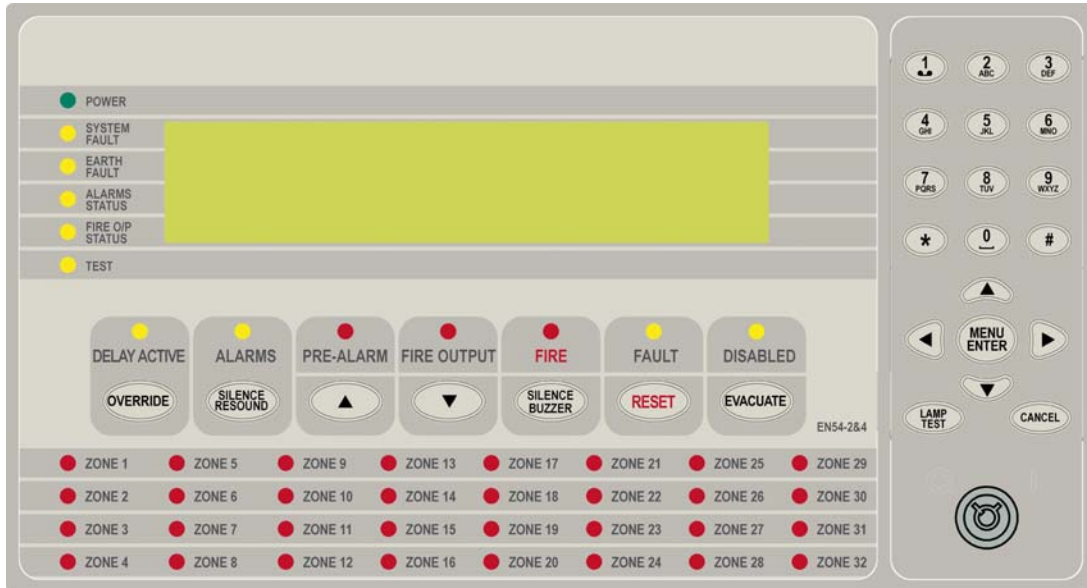 POWER
SYSTEM
FAULT
EARTH
FAULT
ALARMS
STATUS
FIRE O/P
STATUS
TEST
DELAY ACTIVE
OVERRIDE
ALARMS
SILENCE
RESOUND
PRE-ALARM
FIRE OUTPUT
FIRE
SILENCE
BUZZER
FAULT
RESET
DISABLED
EVACUATE
EN54-2&4
ZONE 1 ZONE 5 ZONE 9 ZONE 13 ZONE 17 ZONE 21 ZONE 25 ZONE 29
ZONE 2 ZONE 6 ZONE 10 ZONE 14 ZONE 18 ZONE 22 ZONE 26 ZONE 30
ZONE 3 ZONE 7 ZONE 11 ZONE 15 ZONE 19 ZONE 23 ZONE 27 ZONE 31
ZONE 4 ZONE 8 ZONE 12 ZONE 16 ZONE 20 ZONE 24 ZONE 28 ZONE 32
1
2
ABC
3
DEF
4
GHI
5
JKL
6
MNO
7
PQRS
8
TUV
9
WXYZ
*
0
#
MENU
ENTER
LAMP
TEST
CANCEL